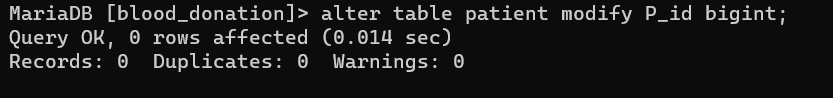 MariaDB [blood_donation]> alter table patient modify P_id bigint;
Query OK, 0 rows affected (0.014 sec)
Records: 0  Duplicates: 0  Warnings: 0